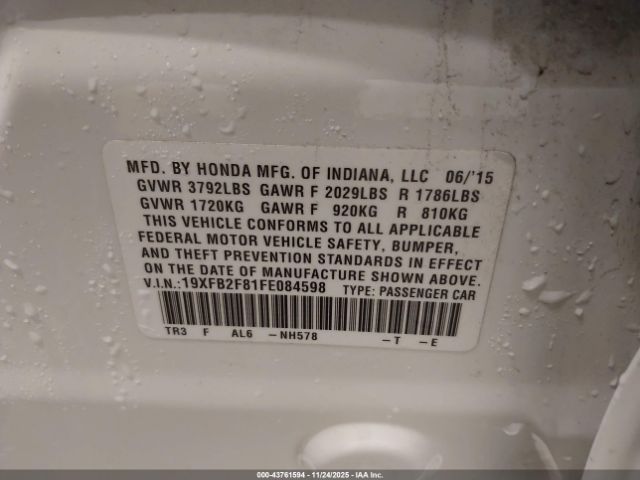 MFD. BY HONDA MFG. OF INDIANA, LLC 06/'15
GVWR 3792LBS GAWR F 2029LBS R 1786LBS
GVWR 1720KG GAWR F 920KG R 810KG
THIS VEHICLE CONFORMS TO ALL APPLICABLE
FEDERAL MOTOR VEHICLE SAFETY, BUMPER,
AND THEFT PREVENTION STANDARDS IN EFFECT
ON THE DATE OF MANUFACTURE SHOWN ABOVE.
V.I.N.:19XFB2F81FE084598 TYPE: PASSENGER CAR
TR3 F AL6 -NH578 -T -E
00-43761594 - 11/24/2025 - IAA Inc.